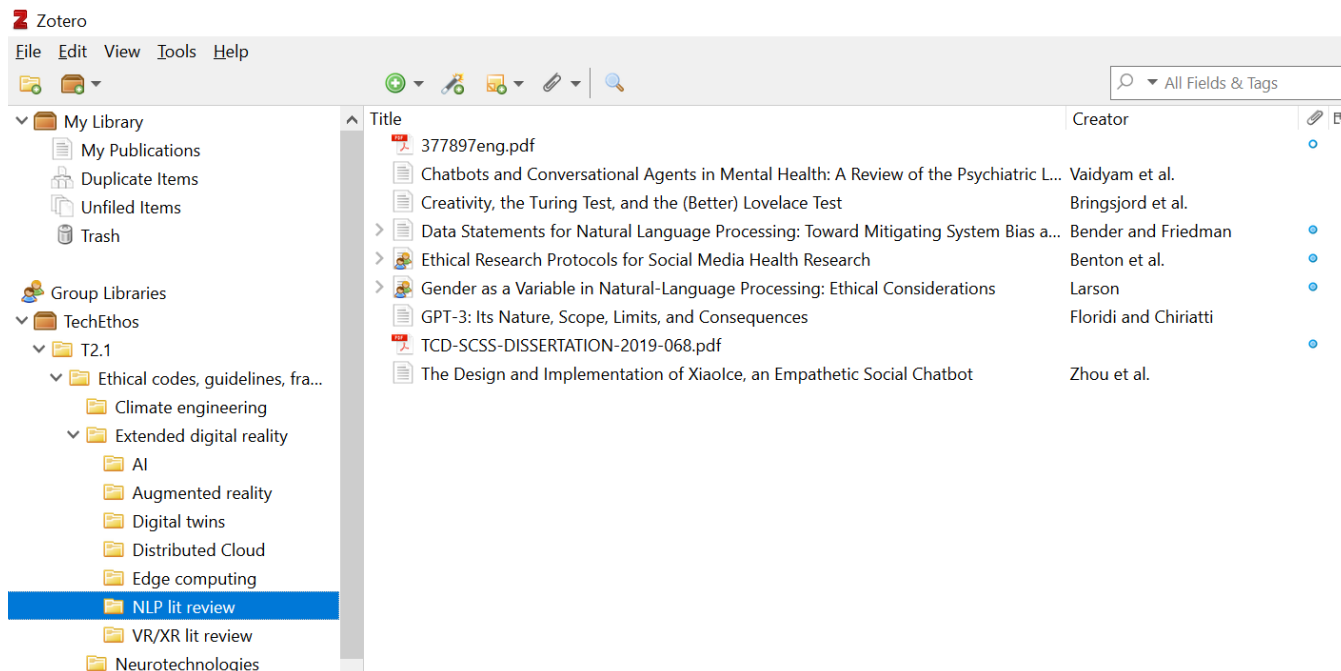 Zotero
File Edit View Tools Help
All Fields & Tags
My Library
My Publications
Duplicate Items
Unfiled Items
Trash
Group Libraries
TechEthos
T2.1
Ethical codes, guidelines, fra...
Climate engineering
Extended digital reality
AI
Augmented reality
Digital twins
Distributed Cloud
Edge computing
NLP lit review
VR/XR lit review
Neurotechnologies
Title Creator
377897eng.pdf
Chatbots and Conversational Agents in Mental Health: A Review of the Psychiatric L... Vaidyam et al.
Creativity, the Turing Test, and the (Better) Lovelace Test Bringsjord et al.
Data Statements for Natural Language Processing: Toward Mitigating System Bias a... Bender and Friedman
Ethical Research Protocols for Social Media Health Research Benton et al.
Gender as a Variable in Natural-Language Processing: Ethical Considerations Larson
GPT-3: Its Nature, Scope, Limits, and Consequences Floridi and Chiriatti
TCD-SCSS-DISSERTATION-2019-068.pdf
The Design and Implementation of XiaoIce, an Empathetic Social Chatbot Zhou et al.